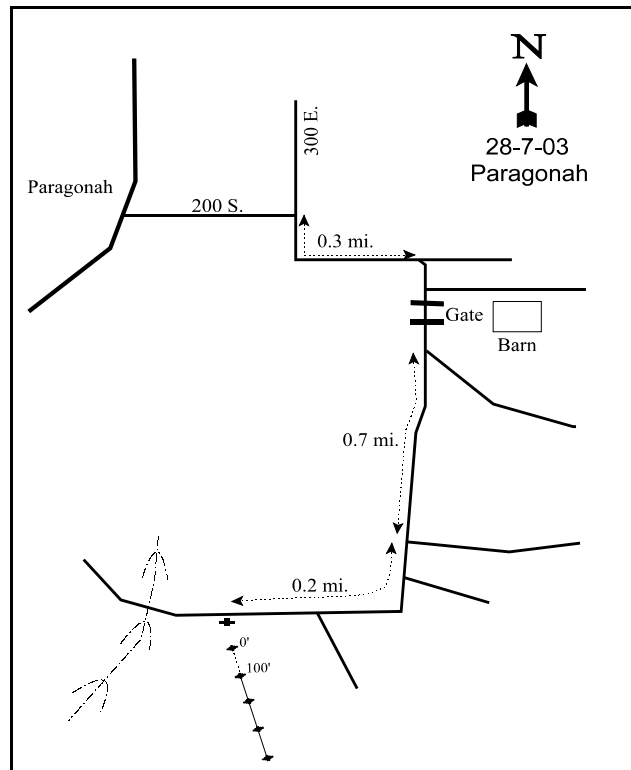 N
28-7-03
Paragonah
300 E.
Paragonah
200 S.
0.3 mi.
Gate
Barn
0.7 mi.
0.2 mi.
0'
100'